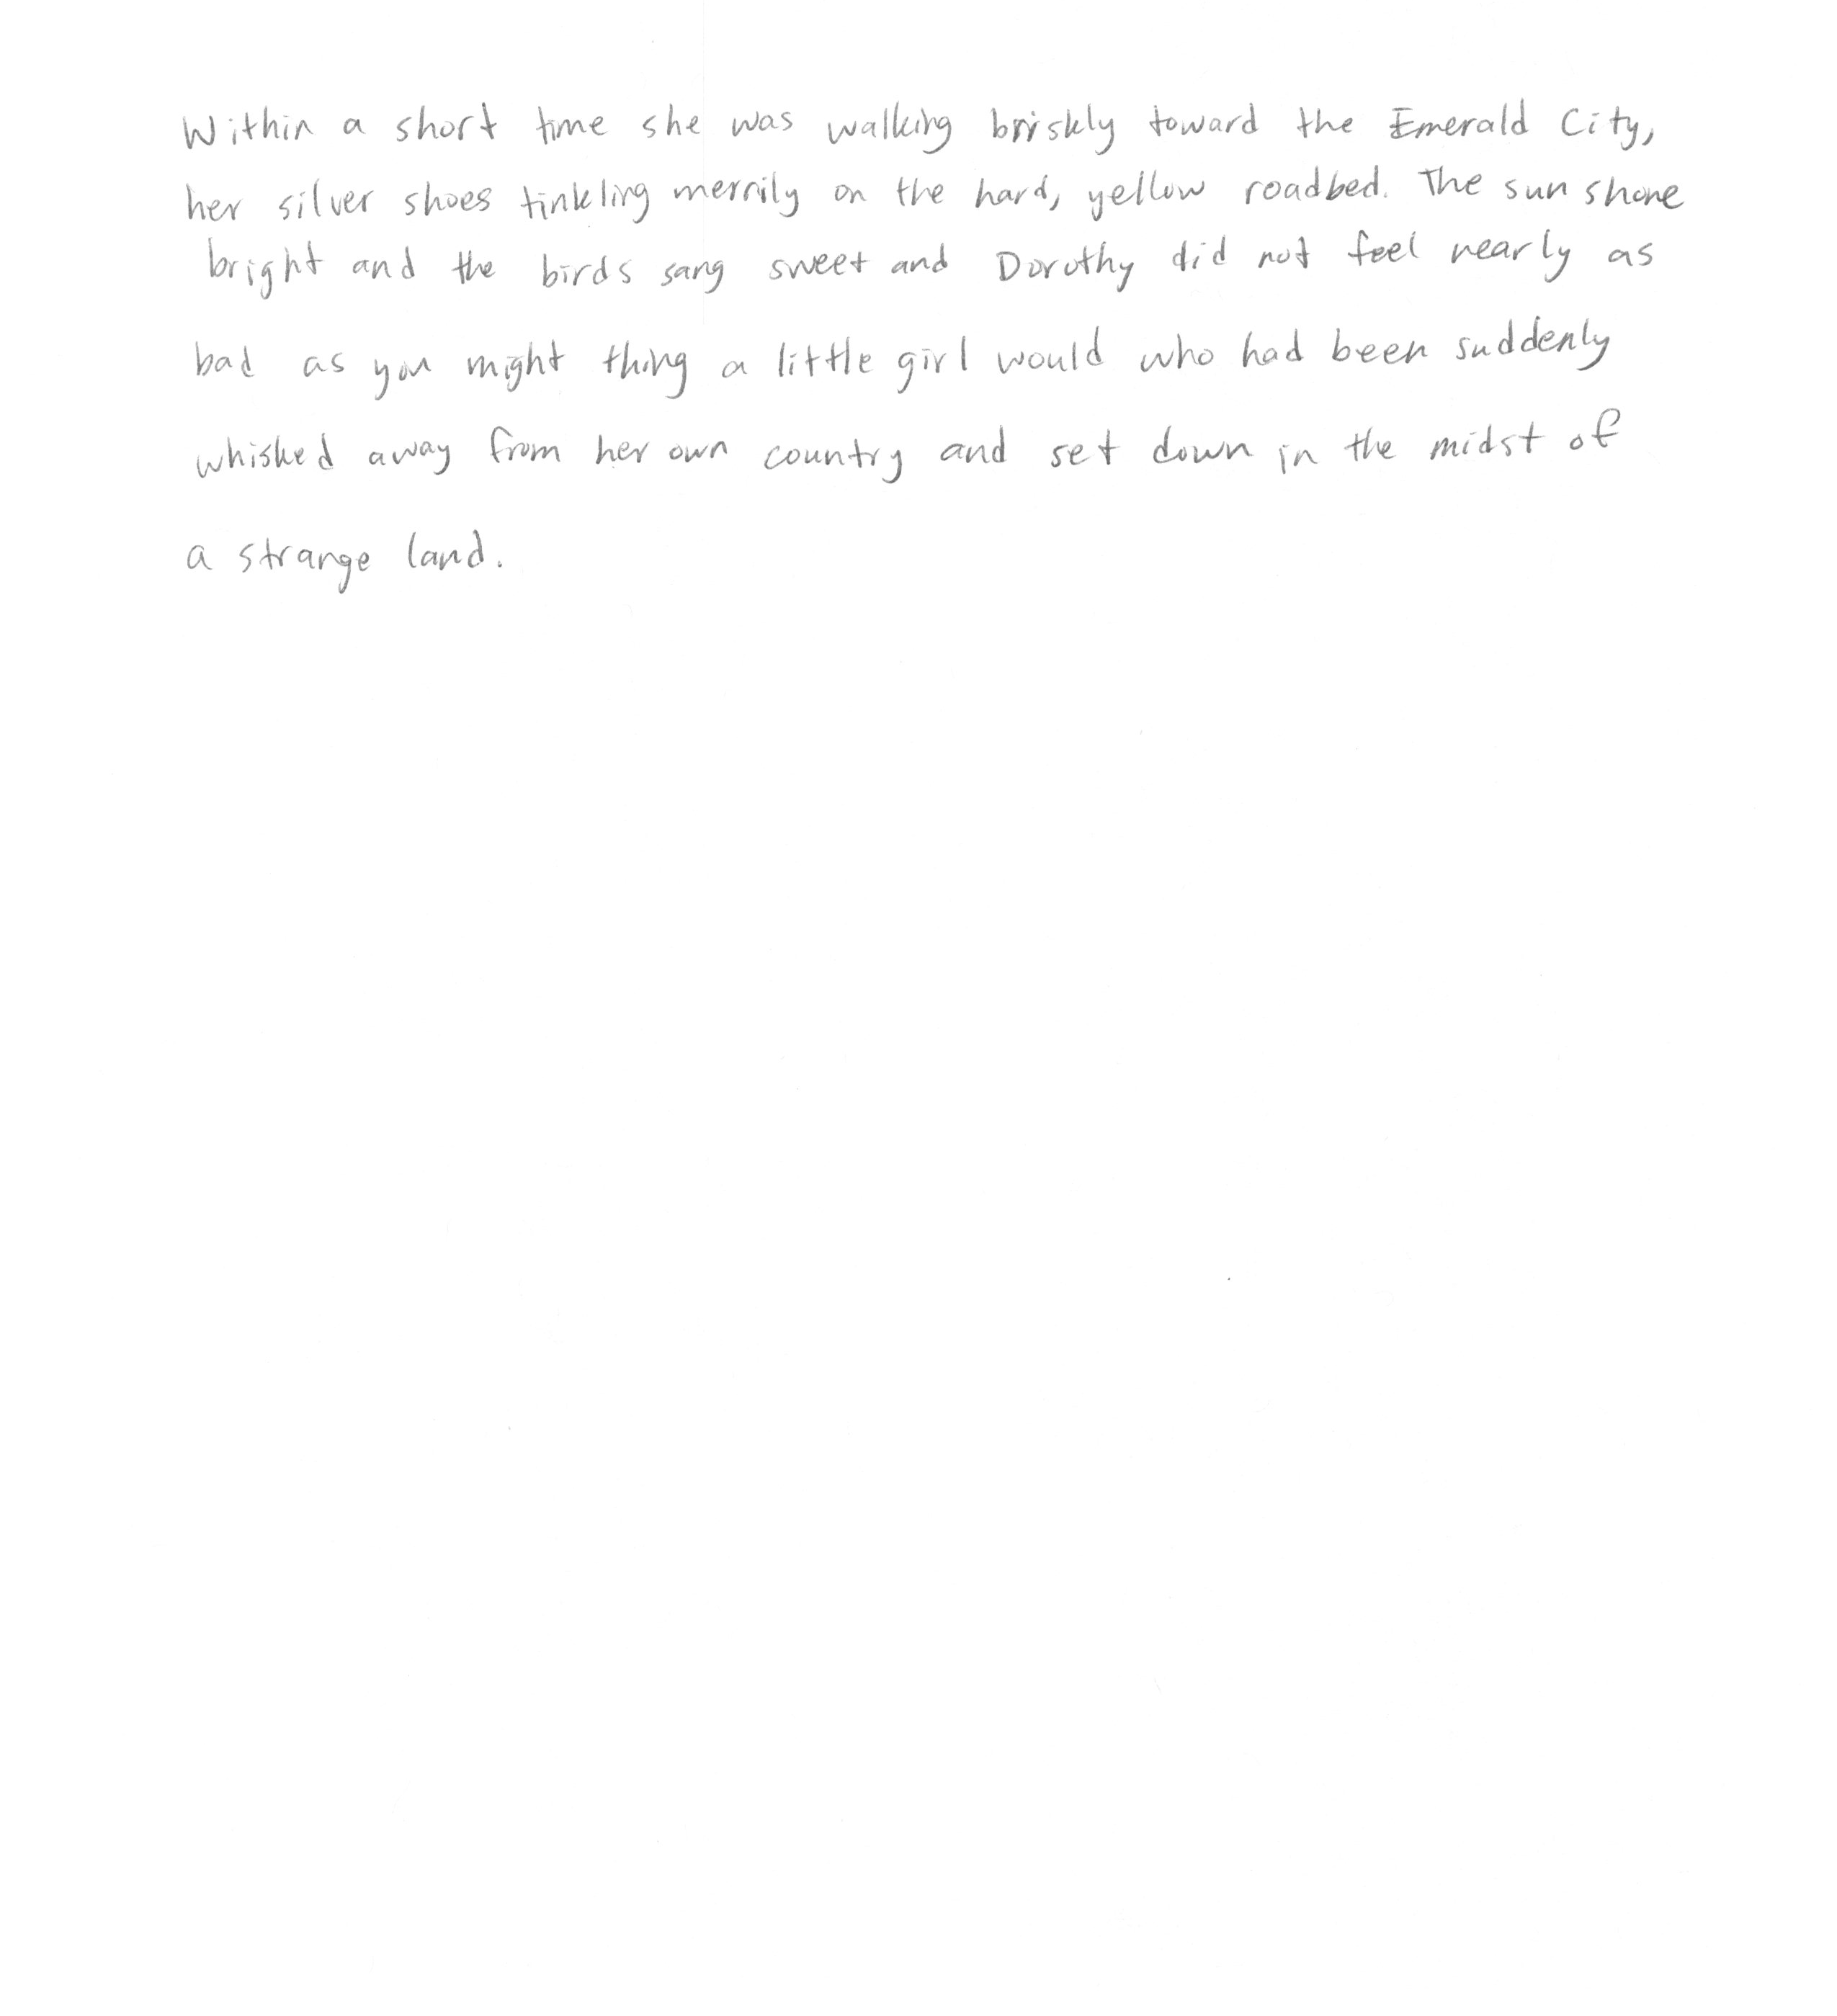 Within a short time she was walking briskly toward the Emerald City,
her silver shoes tinkling merrily on the hard, yellow roadbed. The sun shone
bright and the birds sang sweet and Dorothy did not feel nearly as
bad as you might thing a little girl would who had been suddenly
whisked away from her own country and set down in the midst of
a strange land.